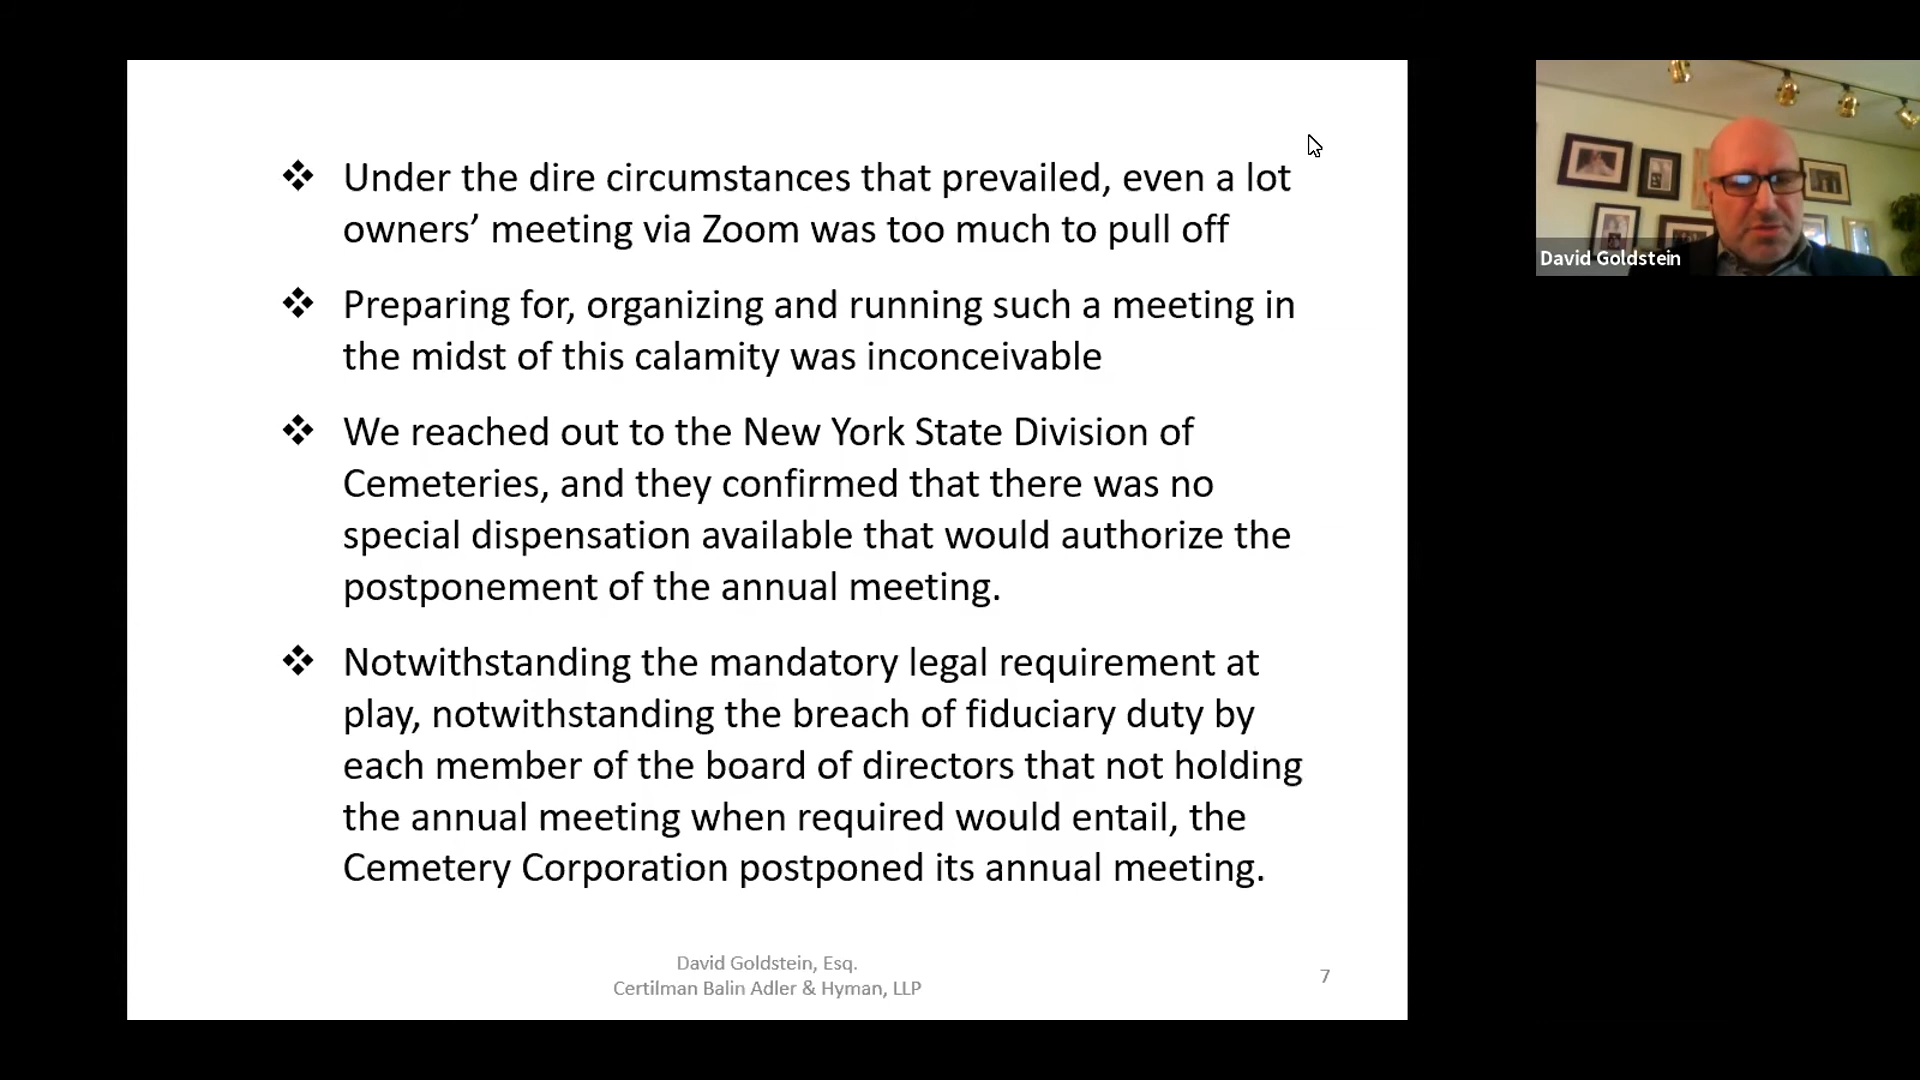 ❖ Under the dire circumstances that prevailed, even a lot
owners’ meeting via Zoom was too much to pull off
❖ Preparing for, organizing and running such a meeting in
the midst of this calamity was inconceivable
❖ We reached out to the New York State Division of
Cemeteries, and they confirmed that there was no
special dispensation available that would authorize the
postponement of the annual meeting.
❖ Notwithstanding the mandatory legal requirement at
play, notwithstanding the breach of fiduciary duty by
each member of the board of directors that not holding
the annual meeting when required would entail, the
Cemetery Corporation postponed its annual meeting.
David Goldstein, Esq.
Certilman Balin Adler & Hyman, LLP
7
David Goldstein